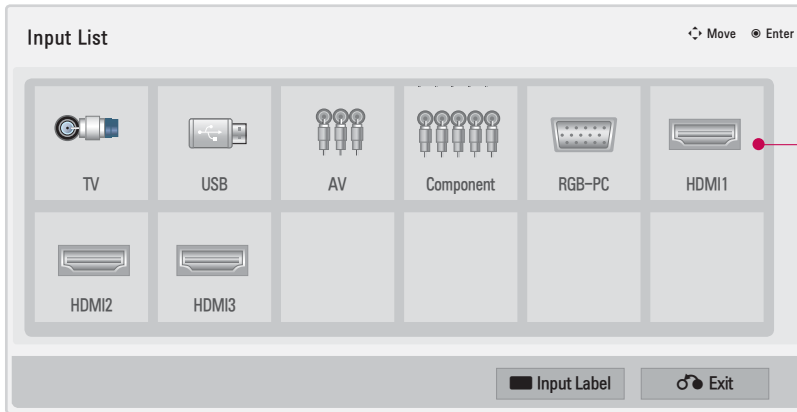 Input List
Move Enter
TV USB AV Component RGB-PC HDMI1
HDMI2 HDMI3
Input Label Exit